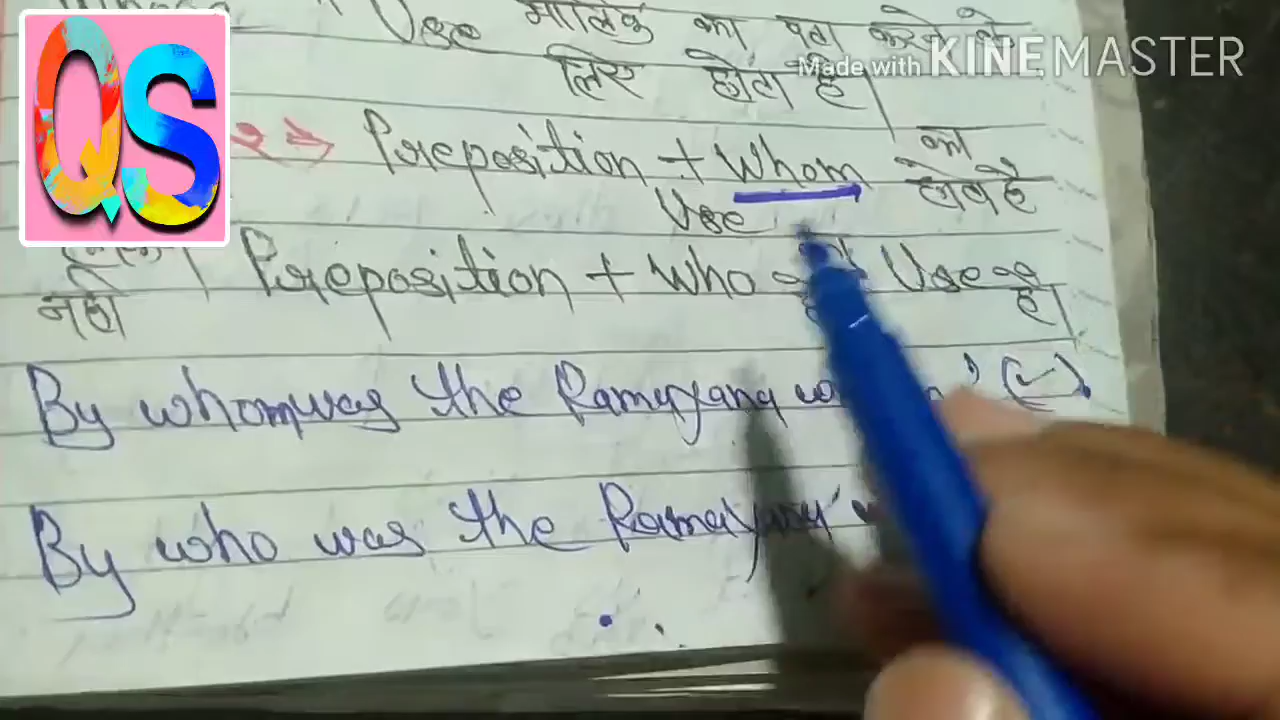 Use मालिक का पता करने के
लिए होता है।
Made with KINEMASTER
QS
२ ⇒ Preposition + Whom का
Use होता है
नहीं Preposition + Who का Use है।
By whom was the Ramayana (✓).
By who was the Ramayana